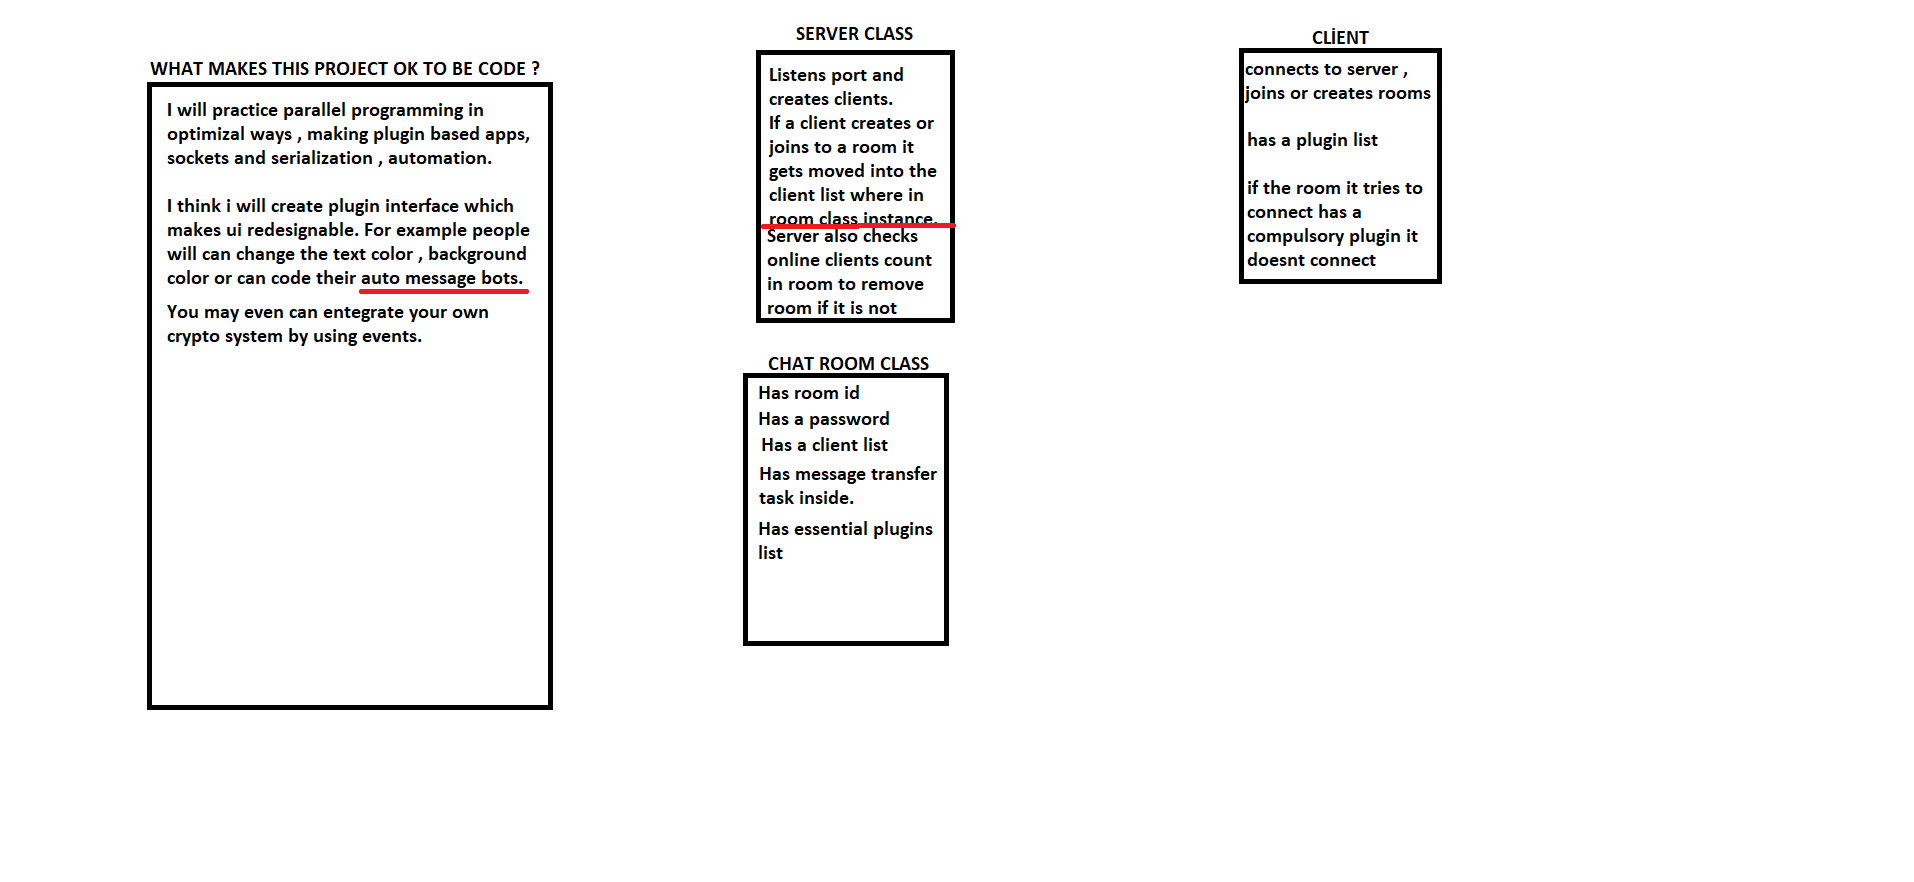 WHAT MAKES THIS PROJECT OK TO BE CODE ?
I will practice parallel programming in
optimizal ways , making plugin based apps,
sockets and serialization , automation.
I think i will create plugin interface which
makes ui redesignable. For example people
will can change the text color , background
color or can code their auto message bots.
You may even can entegrate your own
crypto system by using events.
SERVER CLASS
Listens port and
creates clients.
If a client creates or
joins to a room it
gets moved into the
client list where in
room class instance.
Server also checks
online clients count
in room to remove
room if it is not
CHAT ROOM CLASS
Has room id
Has a password
Has a client list
Has message transfer
task inside.
Has essential plugins
list
CLİENT
connects to server ,
joins or creates rooms
has a plugin list
if the room it tries to
connect has a
compulsory plugin it
doesnt connect